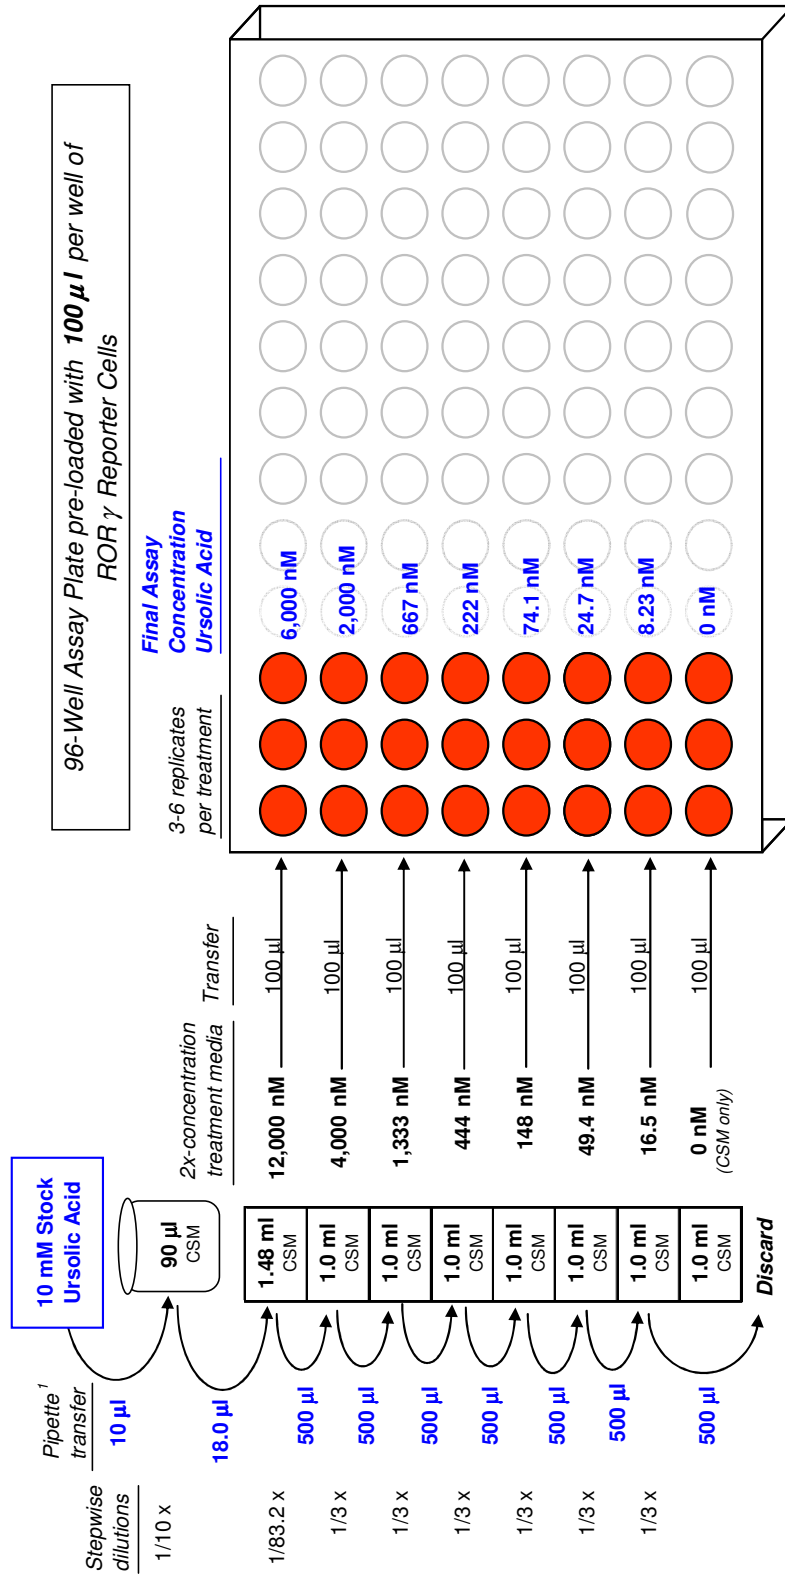 96-Well Assay Plate pre-loaded with 100 μl per well of
ROR γ Reporter Cells
Stepwise
dilutions
Pipette¹
transfer
10 mM Stock
Ursolic Acid
2x-concentration
treatment media
Transfer
3-6 replicates
per treatment
Final Assay
Concentration
Ursolic Acid
1/10 x
10 μl
90 μl
CSM
18.0 μl
1/83.2 x
1.48 ml
CSM
12,000 nM
100 μl
6,000 nM
500 μl
1/3 x
1.0 ml
CSM
4,000 nM
100 μl
2,000 nM
500 μl
1/3 x
1.0 ml
CSM
1,333 nM
100 μl
667 nM
500 μl
1/3 x
1.0 ml
CSM
444 nM
100 μl
222 nM
500 μl
1/3 x
1.0 ml
CSM
148 nM
100 μl
74.1 nM
500 μl
1/3 x
1.0 ml
CSM
49.4 nM
100 μl
24.7 nM
500 μl
1/3 x
1.0 ml
CSM
16.5 nM
100 μl
8.23 nM
500 μl
1.0 ml
CSM
0 nM
(CSM only)
100 μl
0 nM
Discard